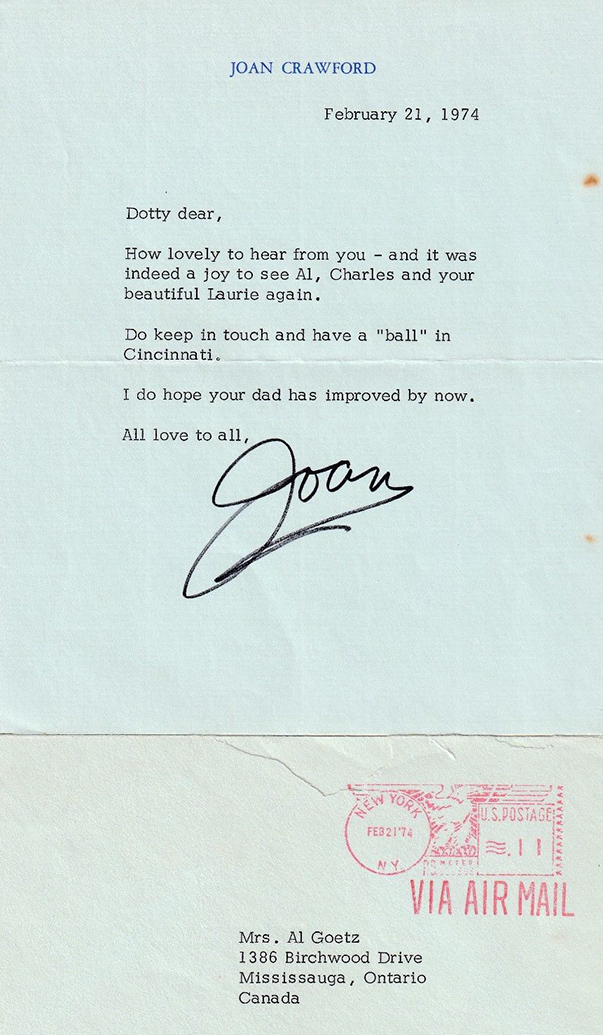 JOAN CRAWFORD
February 21, 1974
Dotty dear,
How lovely to hear from you - and it was
indeed a joy to see Al, Charles and your
beautiful Laurie again.
Do keep in touch and have a "ball" in
Cincinnati.
I do hope your dad has improved by now.
All love to all,
Joan
NEW YORK
FEB 21 '74
N.Y.
U.S. POSTAGE
.11
VIA AIR MAIL
Mrs. Al Goetz
1386 Birchwood Drive
Mississauga, Ontario
Canada